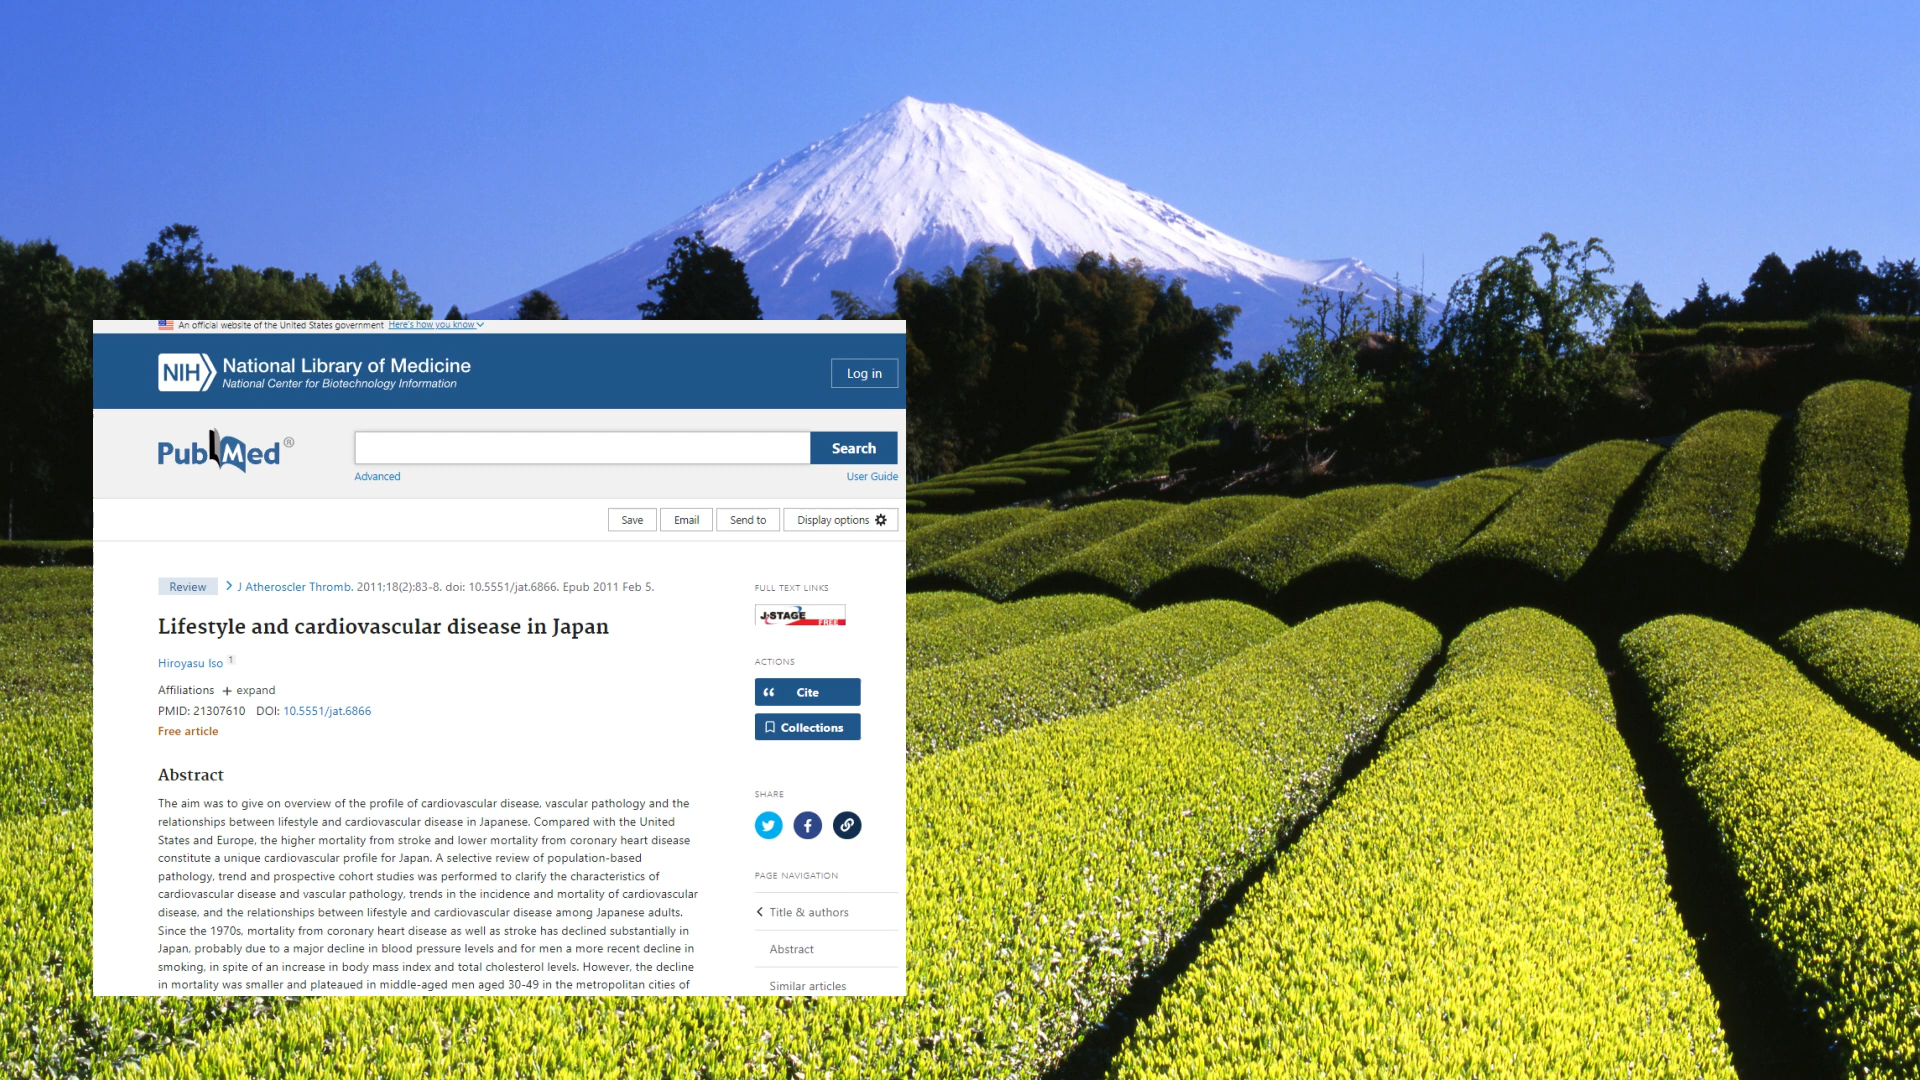 An official website of the United States government Here's how you know
NIH National Library of Medicine
National Center for Biotechnology Information
Log in
PubMed®
Search
Advanced
User Guide
Save
Email
Send to
Display options
Review
J Atheroscler Thromb. 2011;18(2):83-8. doi: 10.5551/jat.6866. Epub 2011 Feb 5.
Lifestyle and cardiovascular disease in Japan
Hiroyasu Iso 1
Affiliations + expand
PMID: 21307610 DOI: 10.5551/jat.6866
Free article
Abstract
The aim was to give on overview of the profile of cardiovascular disease, vascular pathology and the
relationships between lifestyle and cardiovascular disease in Japanese. Compared with the United
States and Europe, the higher mortality from stroke and lower mortality from coronary heart disease
constitute a unique cardiovascular profile for Japan. A selective review of population-based
pathology, trend and prospective cohort studies was performed to clarify the characteristics of
cardiovascular disease and vascular pathology, trends in the incidence and mortality of cardiovascular
disease, and the relationships between lifestyle and cardiovascular disease among Japanese adults.
Since the 1970s, mortality from coronary heart disease as well as stroke has declined substantially in
Japan, probably due to a major decline in blood pressure levels and for men a more recent decline in
smoking, in spite of an increase in body mass index and total cholesterol levels. However, the decline
in mortality was smaller and plateaued in middle-aged men aged 30-49 in the metropolitan cities of
FULL TEXT LINKS
J-STAGE
FREE
ACTIONS
Cite
Collections
SHARE
PAGE NAVIGATION
Title & authors
Abstract
Similar articles